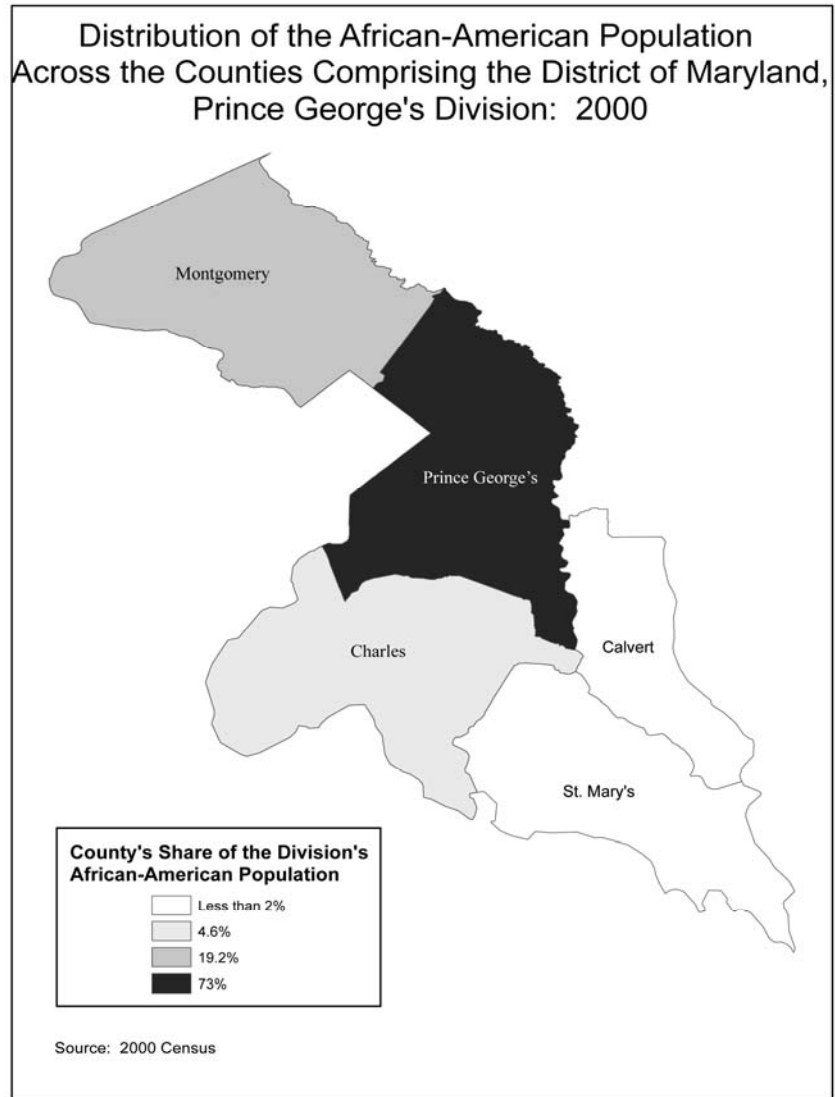 Distribution of the African-American Population
Across the Counties Comprising the District of Maryland,
Prince George's Division: 2000
Montgomery
Prince George’s
Charles
Calvert
St. Mary's
County's Share of the Division's
African-American Population
Less than 2%
4.6%
19.2%
73%
Source: 2000 Census